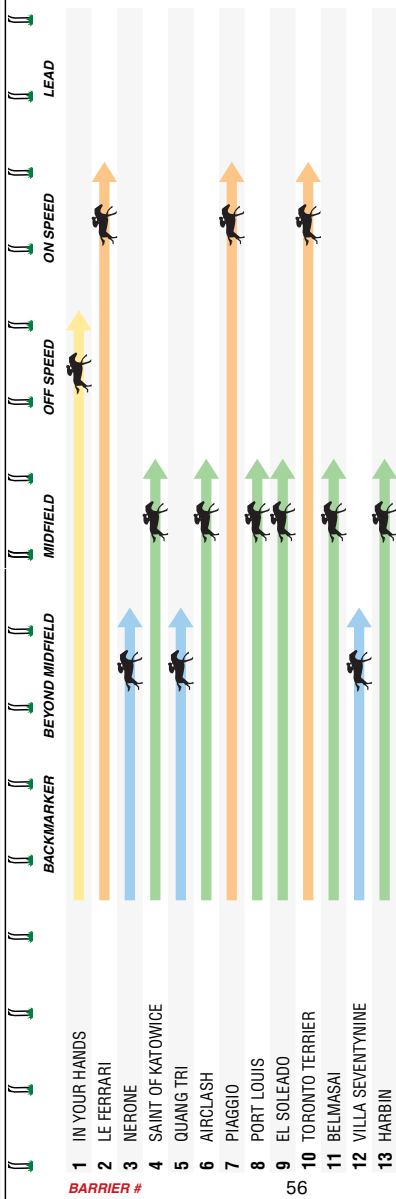 BACKMARKER BEYOND MIDFIELD MIDFIELD OFF SPEED ON SPEED LEAD
1 IN YOUR HANDS
2 LE FERRARI
3 NERONE
4 SAINT OF KATOWICE
5 QUANG TRI
6 AIRCLASH
7 PIAGGIO
8 PORT LOUIS
9 EL SOLEADO
10 TORONTO TERRIER
11 BELMASAI
12 VILLA SEVENTYNINE
13 HARBIN
BARRIER #
56